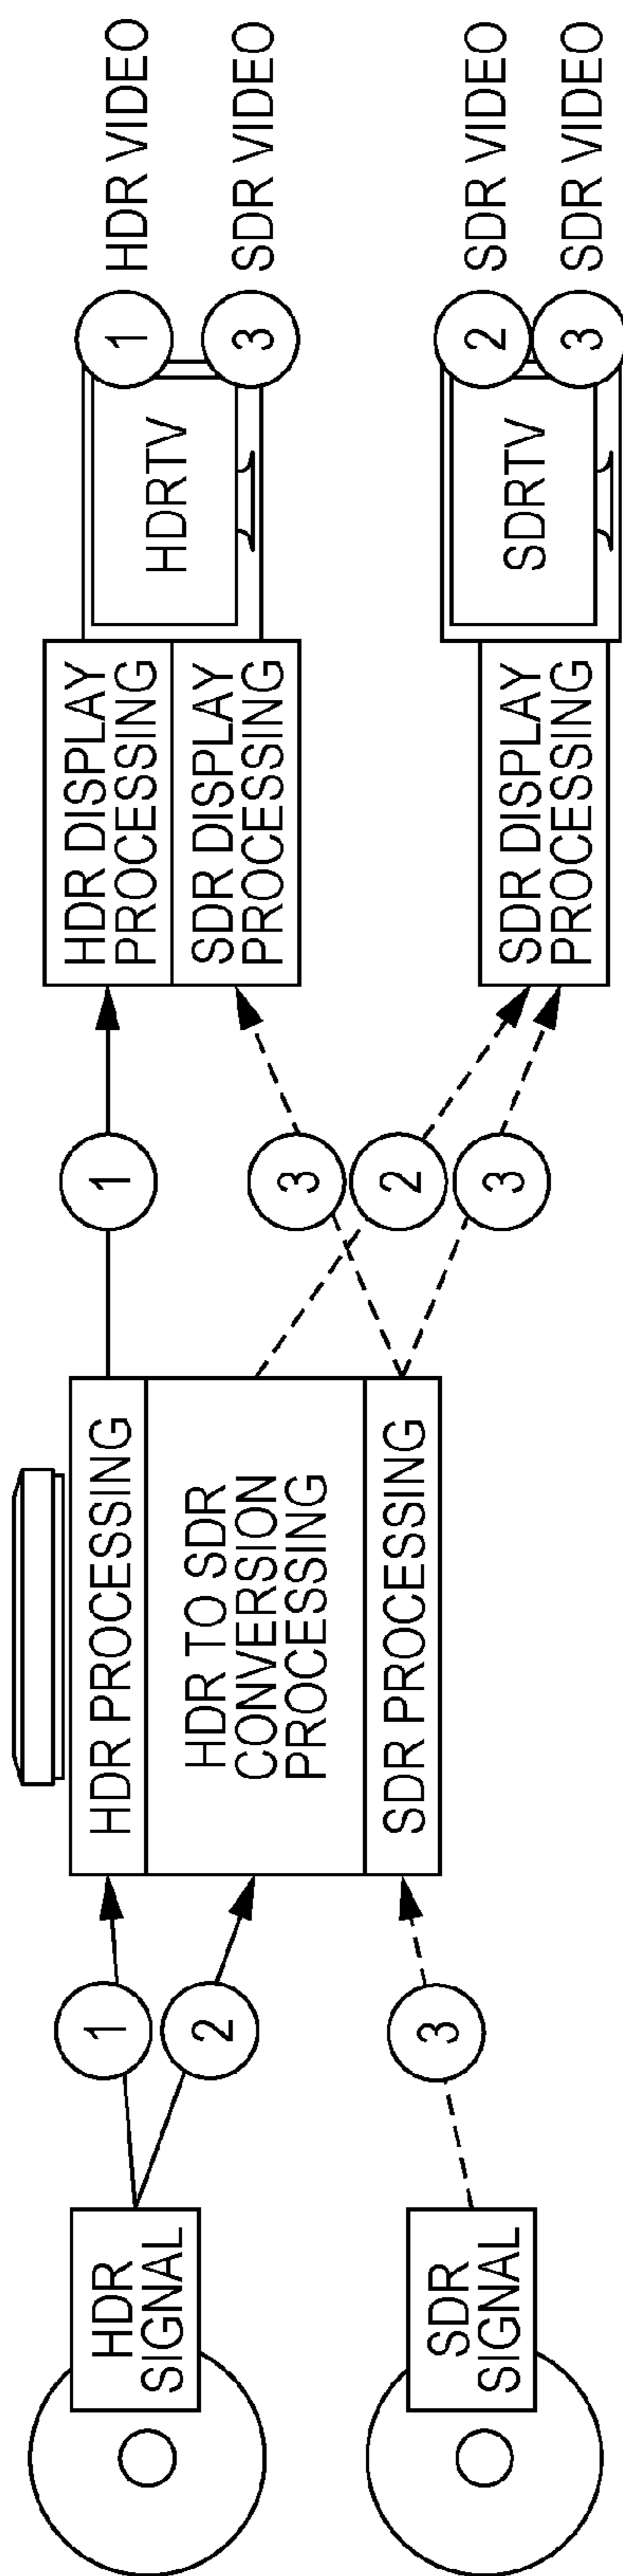 HDR
SIGNAL
1
2
HDR PROCESSING
HDR TO SDR
CONVERSION
PROCESSING
SDR PROCESSING
1
3
2
3
HDR DISPLAY
PROCESSING
SDR DISPLAY
PROCESSING
HDRTV
1
HDR VIDEO
3
SDR VIDEO
SDR
SIGNAL
3
SDR DISPLAY
PROCESSING
SDRTV
2
SDR VIDEO
3
SDR VIDEO